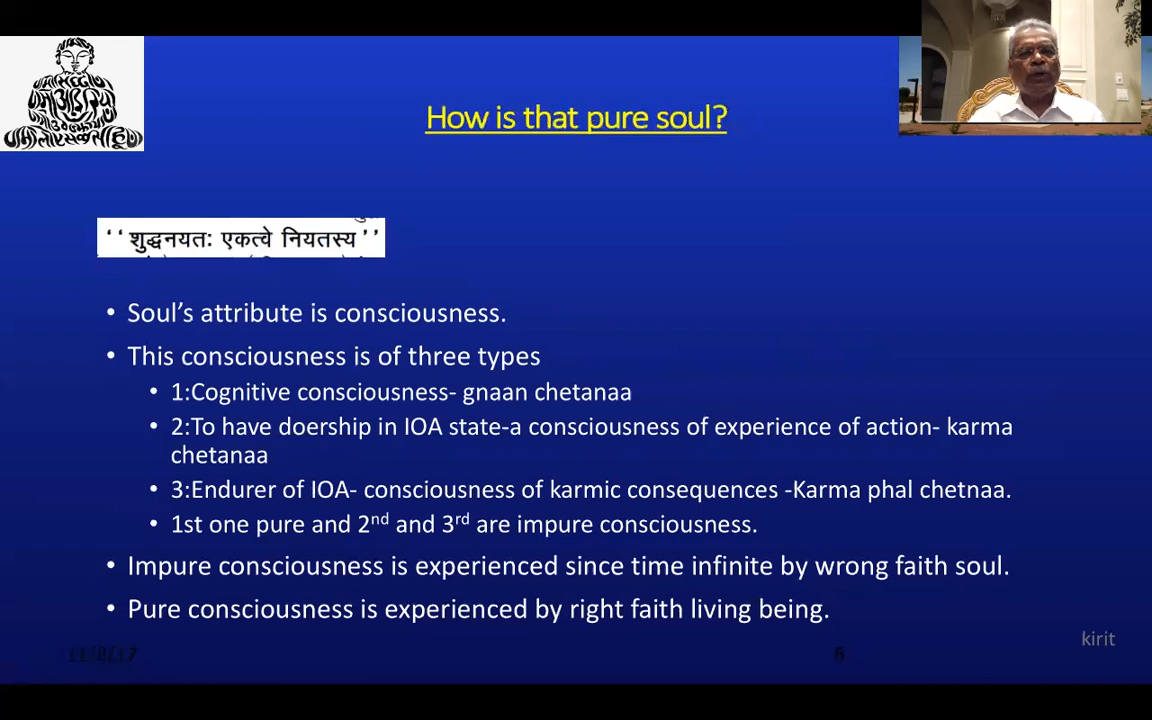 How is that pure soul?
‘‘शुद्धनयतः एकत्वे नियतस्य’’
• Soul’s attribute is consciousness.
• This consciousness is of three types
• 1:Cognitive consciousness- gnaan chetanaa
• 2:To have doership in IOA state-a consciousness of experience of action- karma
chetanaa
• 3:Endurer of IOA- consciousness of karmic consequences -Karma phal chetnaa.
• 1st one pure and 2nd and 3rd are impure consciousness.
• Impure consciousness is experienced since time infinite by wrong faith soul.
• Pure consciousness is experienced by right faith living being.
kirit